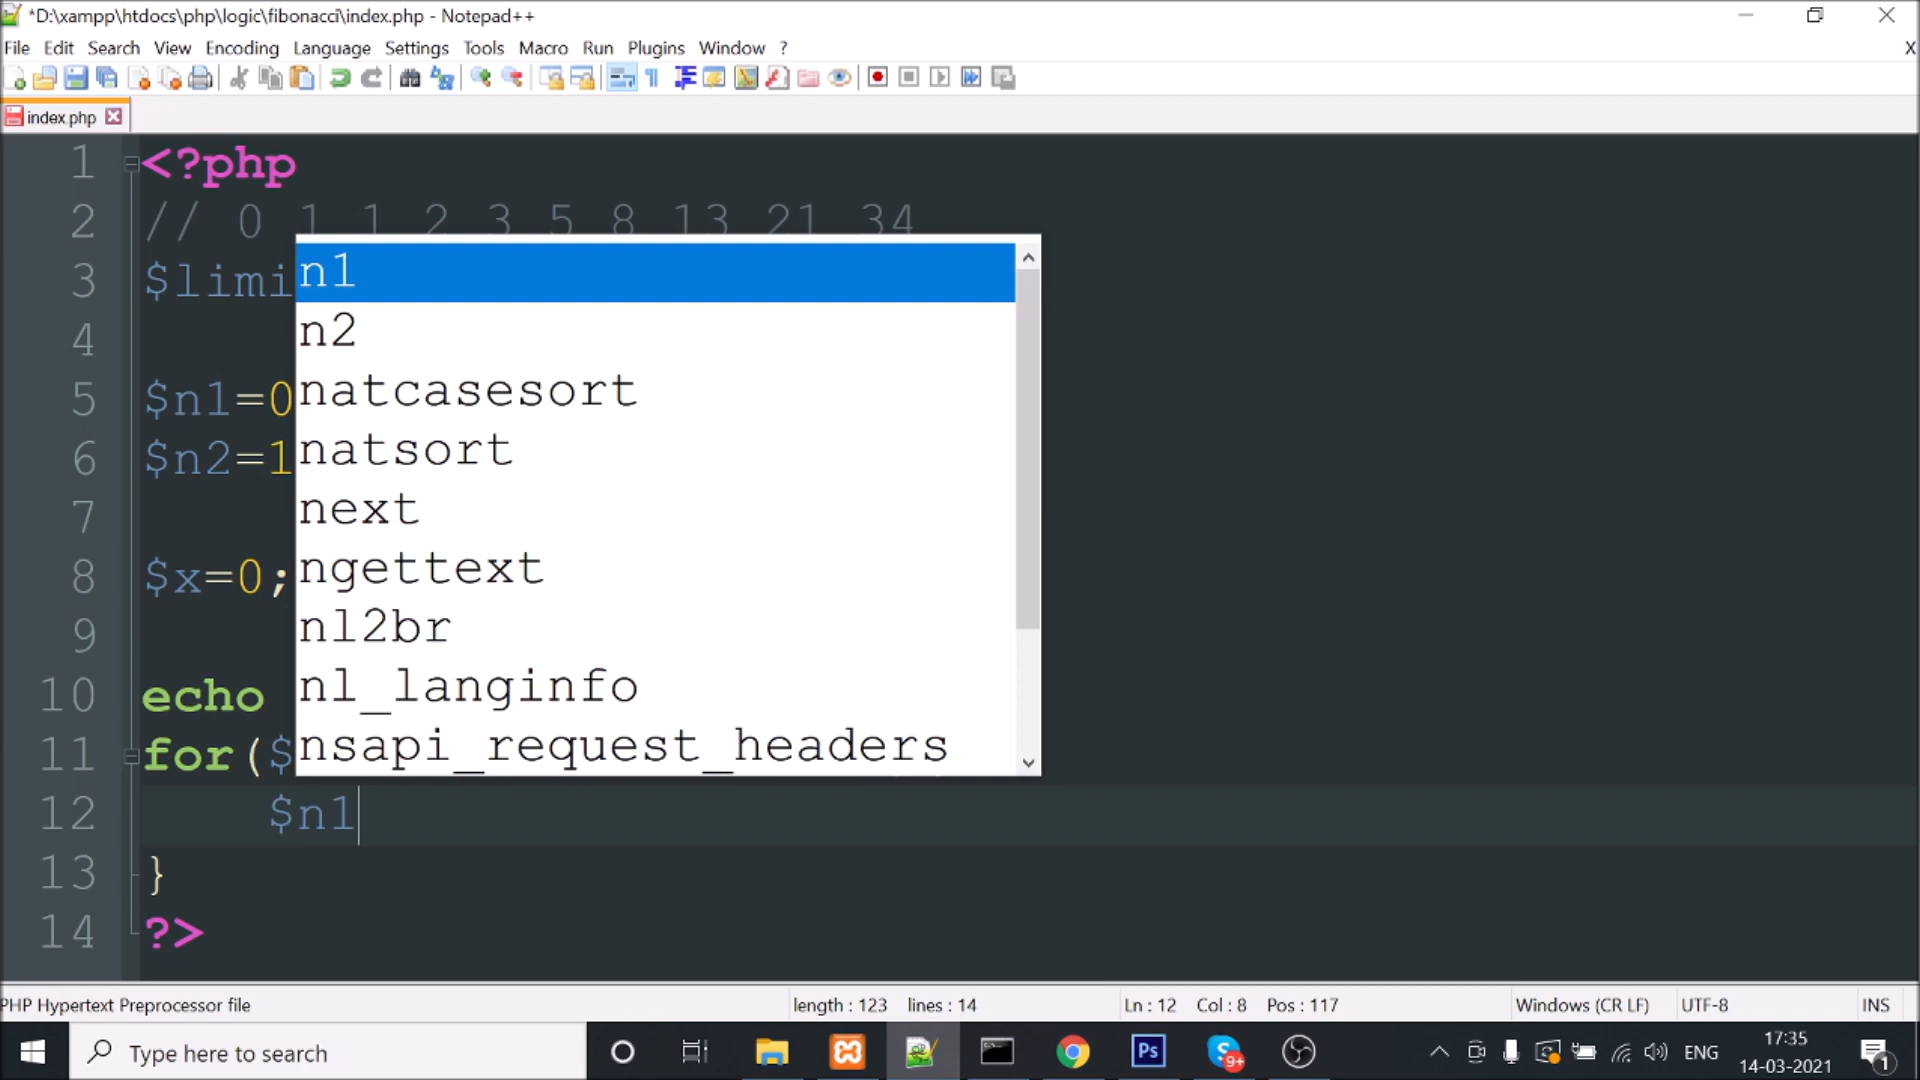 *D:\xampp\htdocs\php\logic\fibonacci\index.php - Notepad++
File Edit Search View Encoding Language Settings Tools Macro Run Plugins Window ? X
index.php
1 <?php
2 // 0 1 1 2 3 5 8 13 21 34
3 $limi
4
5 $n1=0
6 $n2=1
7
8 $x=0;
9
10 echo
11 for($
12 $n1
13 }
14 ?>
n1
n2
natcasesort
natsort
next
ngettext
nl2br
nl_langinfo
nsapi_request_headers
PHP Hypertext Preprocessor file length : 123 lines : 14 Ln : 12 Col : 8 Pos : 117 Windows (CR LF) UTF-8 INS
Type here to search Ps 9+ ENG 17:35 1
14-03-2021